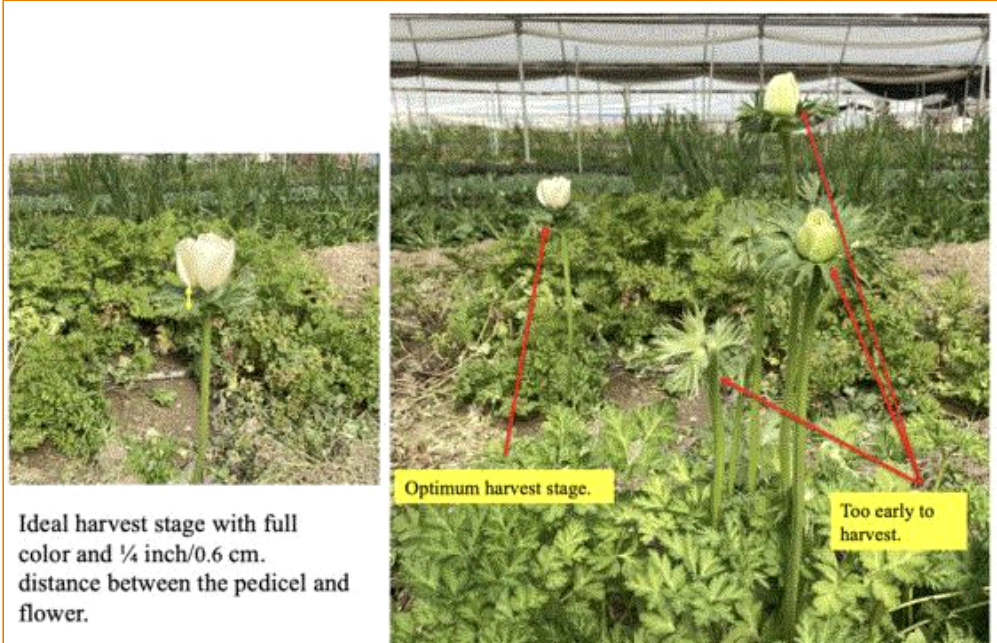 Optimum harvest stage.
Too early to
harvest.
Ideal harvest stage with full
color and ¼ inch/0.6 cm.
distance between the pedicel and
flower.